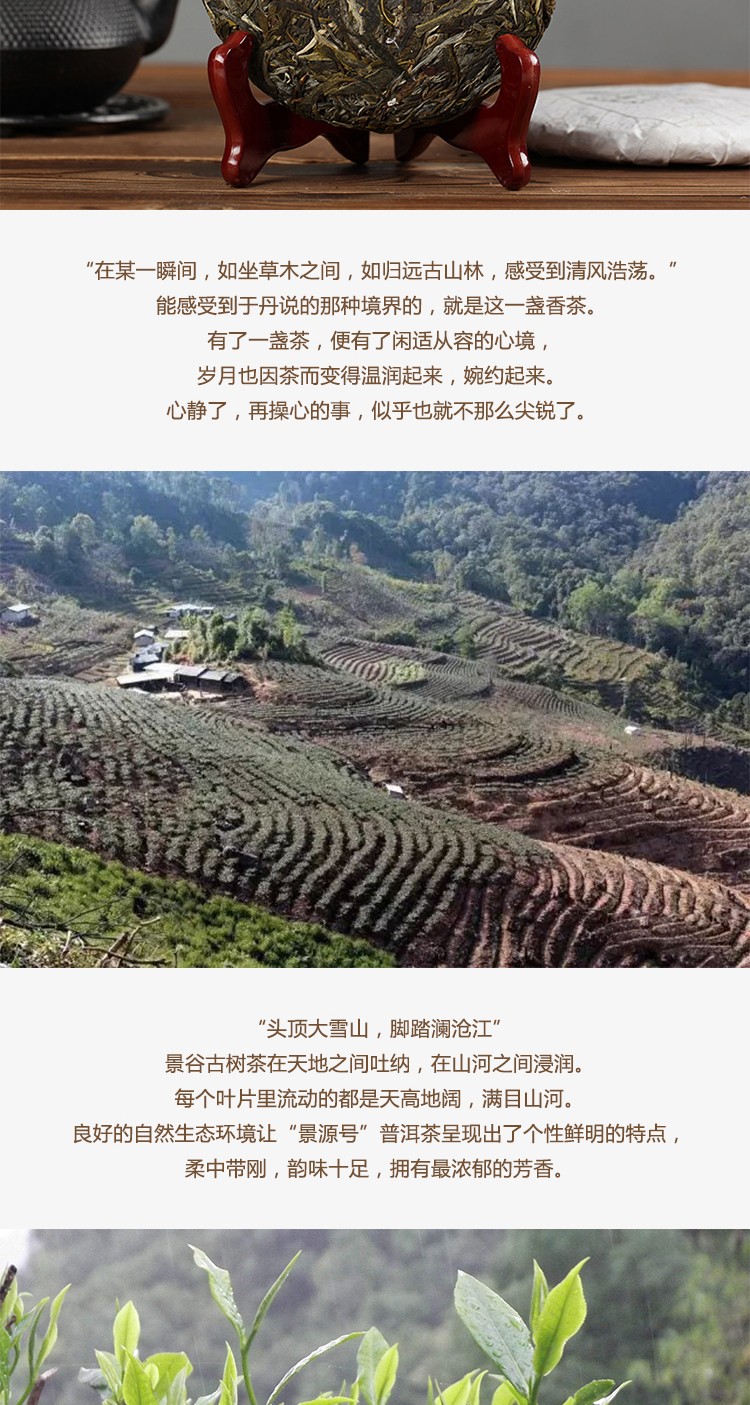 “在某一瞬间，如坐草木之间，如归远古山林，感受到清风浩荡。”
能感受到于丹说的那种境界的，就是这一盏香茶。
有了一盏茶，便有了闲适从容的心境，
岁月也因茶而变得温润起来，婉约起来。
心静了，再操心的事，似乎也就不那么尖锐了。
“头顶大雪山，脚踏澜沧江”
景谷古树茶在天地之间吐纳，在山河之间浸润。
每个叶片里流动的都是天高地阔，满目山河。
良好的自然生态环境让“景源号”普洱茶呈现出了个性鲜明的特点，
柔中带刚，韵味十足，拥有最浓郁的芳香。